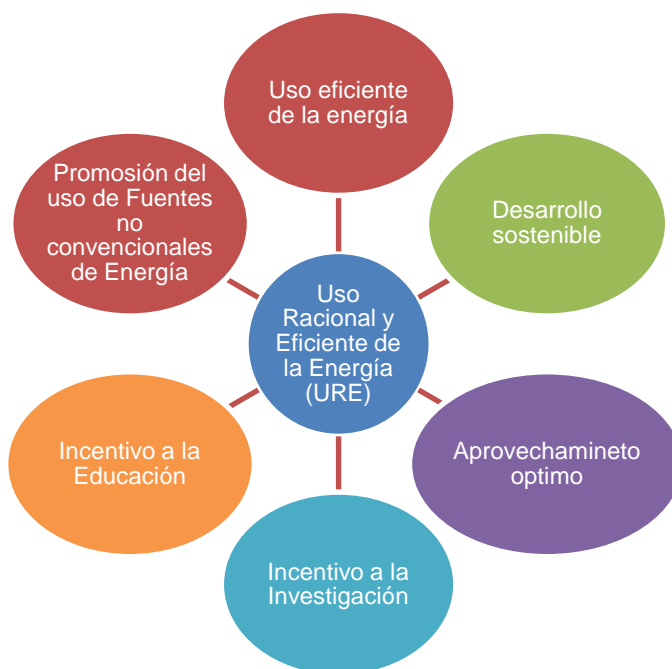 Uso eficiente
de la energía
Desarrollo
sostenible
Aprovechamineto
optimo
Incentivo a la
Investigación
Incentivo a la
Educación
Promosión del
uso de Fuentes
no
convencionales
de Energía
Uso
Racional y
Eficiente de
la Energía
(URE)